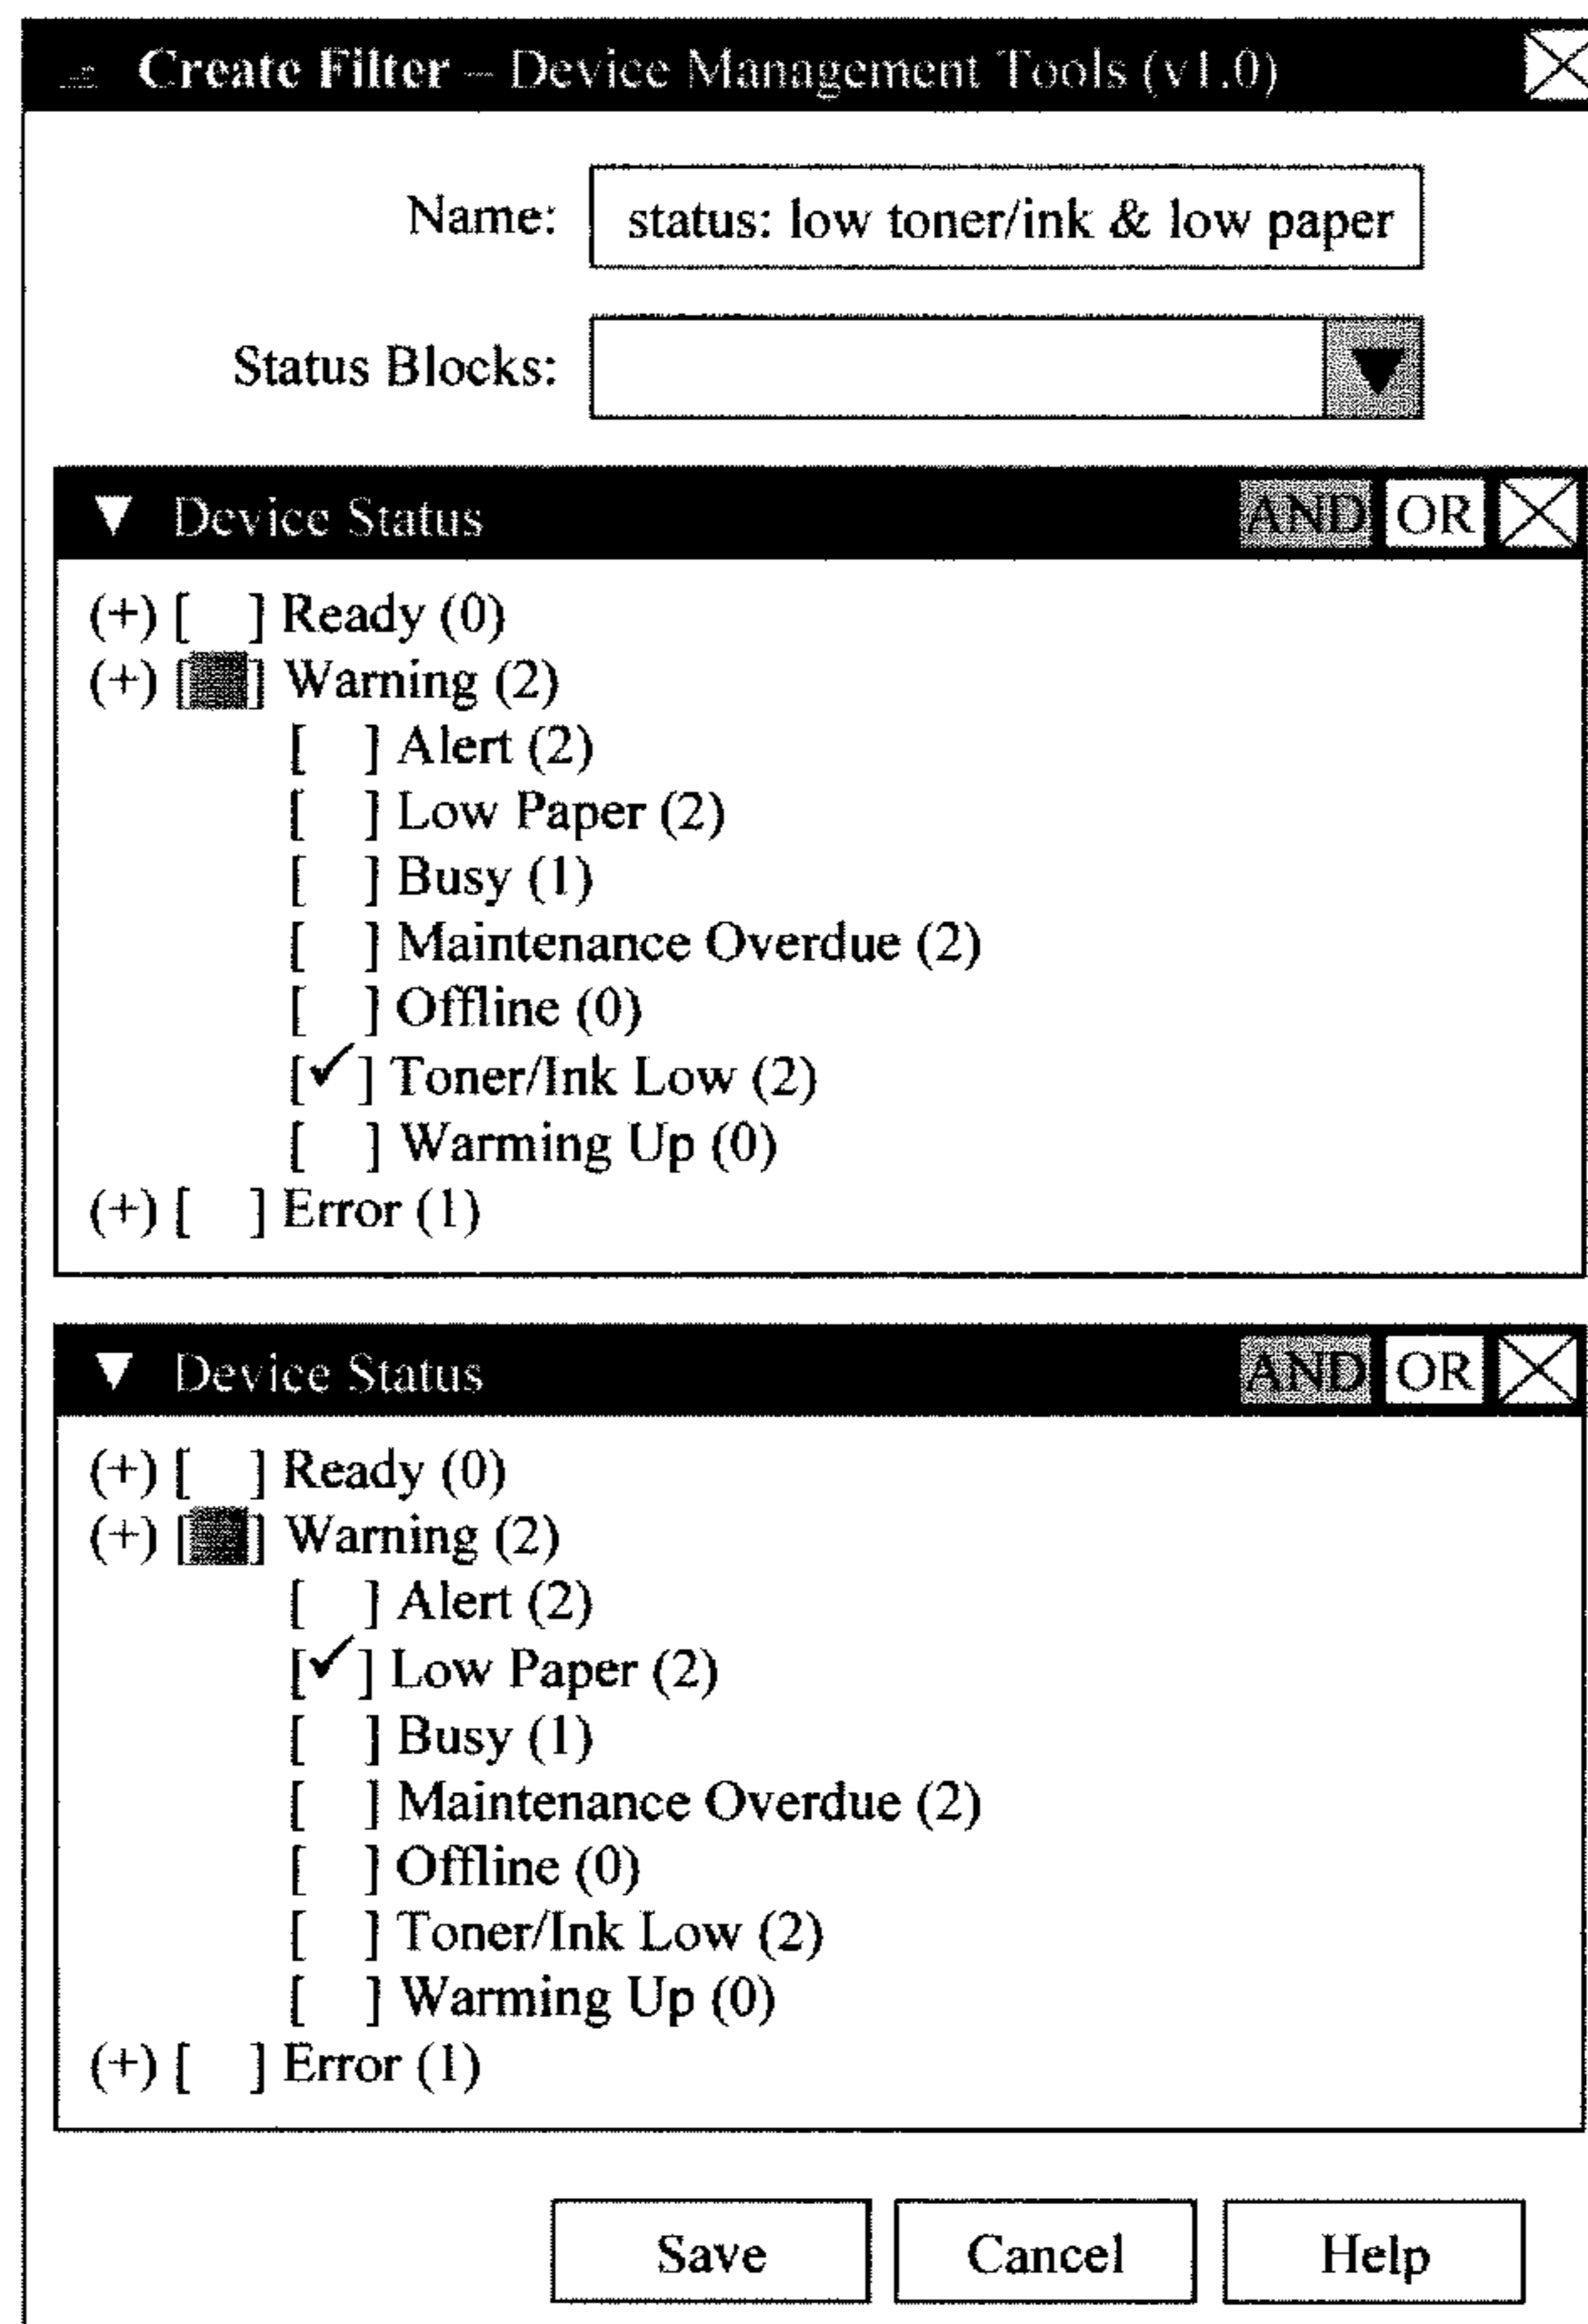 Create Filter – Device Management Tools (v1.0)
Name: status: low toner/ink & low paper
Status Blocks:
▼ Device Status AND OR
(+) [ ] Ready (0)
(+) [■] Warning (2)
[ ] Alert (2)
[ ] Low Paper (2)
[ ] Busy (1)
[ ] Maintenance Overdue (2)
[ ] Offline (0)
[✓] Toner/Ink Low (2)
[ ] Warming Up (0)
(+) [ ] Error (1)
▼ Device Status AND OR
(+) [ ] Ready (0)
(+) [■] Warning (2)
[ ] Alert (2)
[✓] Low Paper (2)
[ ] Busy (1)
[ ] Maintenance Overdue (2)
[ ] Offline (0)
[ ] Toner/Ink Low (2)
[ ] Warming Up (0)
(+) [ ] Error (1)
Save Cancel Help